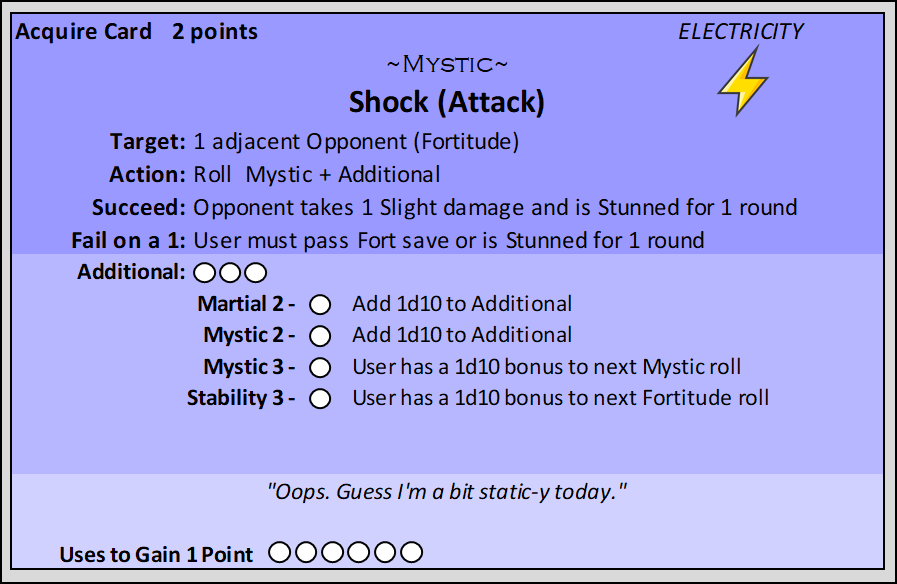 Acquire Card 2 points ELECTRICITY
~Mystic~
Shock (Attack)
Target: 1 adjacent Opponent (Fortitude)
Action: Roll Mystic + Additional
Succeed: Opponent takes 1 Slight damage and is Stunned for 1 round
Fail on a 1: User must pass Fort save or is Stunned for 1 round
Additional:
Martial 2 - Add 1d10 to Additional
Mystic 2 - Add 1d10 to Additional
Mystic 3 - User has a 1d10 bonus to next Mystic roll
Stability 3 - User has a 1d10 bonus to next Fortitude roll
"Oops. Guess I'm a bit static-y today."
Uses to Gain 1 Point